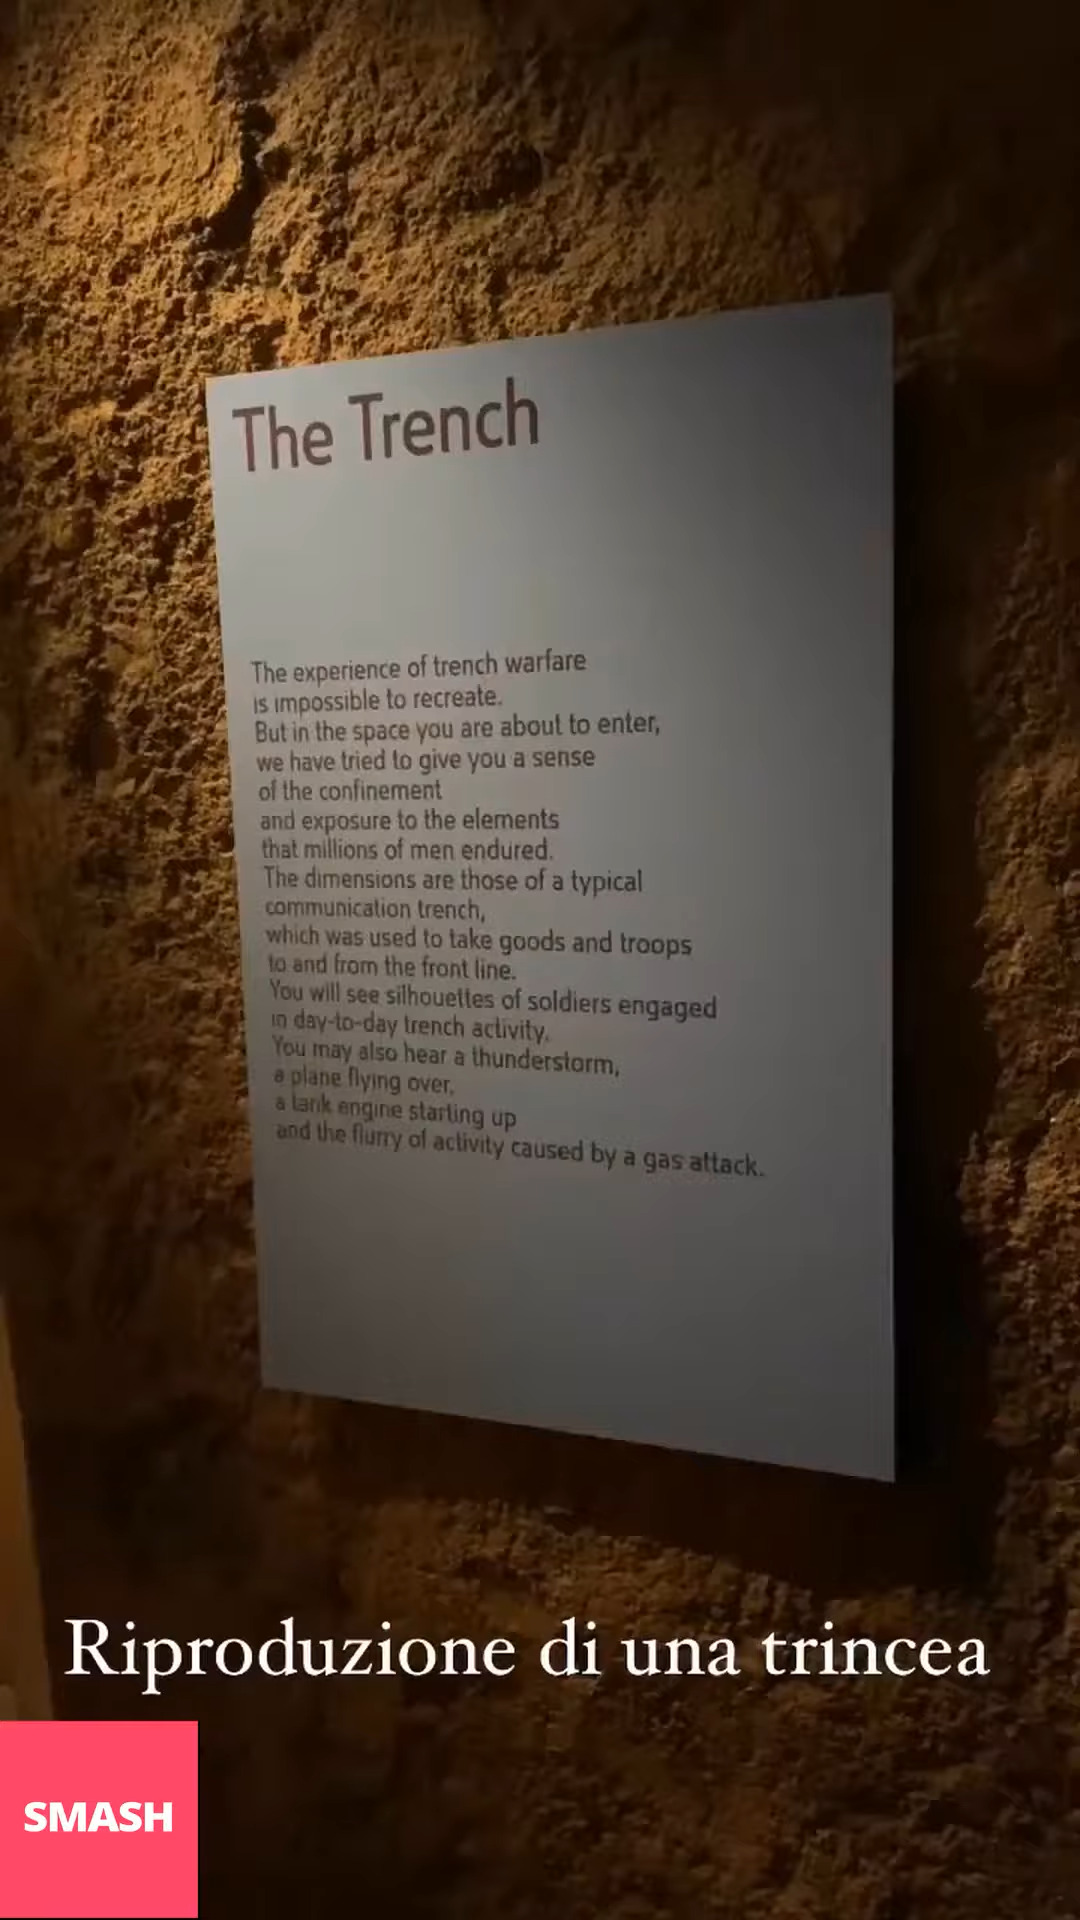 The Trench
The experience of trench warfare
is impossible to recreate.
But in the space you are about to enter,
we have tried to give you a sense
of the confinement
and exposure to the elements
that millions of men endured.
The dimensions are those of a typical
communication trench,
which was used to take goods and troops
to and from the front line.
You will see silhouettes of soldiers engaged
in day-to-day trench activity.
You may also hear a thunderstorm,
a plane flying over,
a tank engine starting up
and the flurry of activity caused by a gas attack.
Riproduzione di una trincea
SMASH